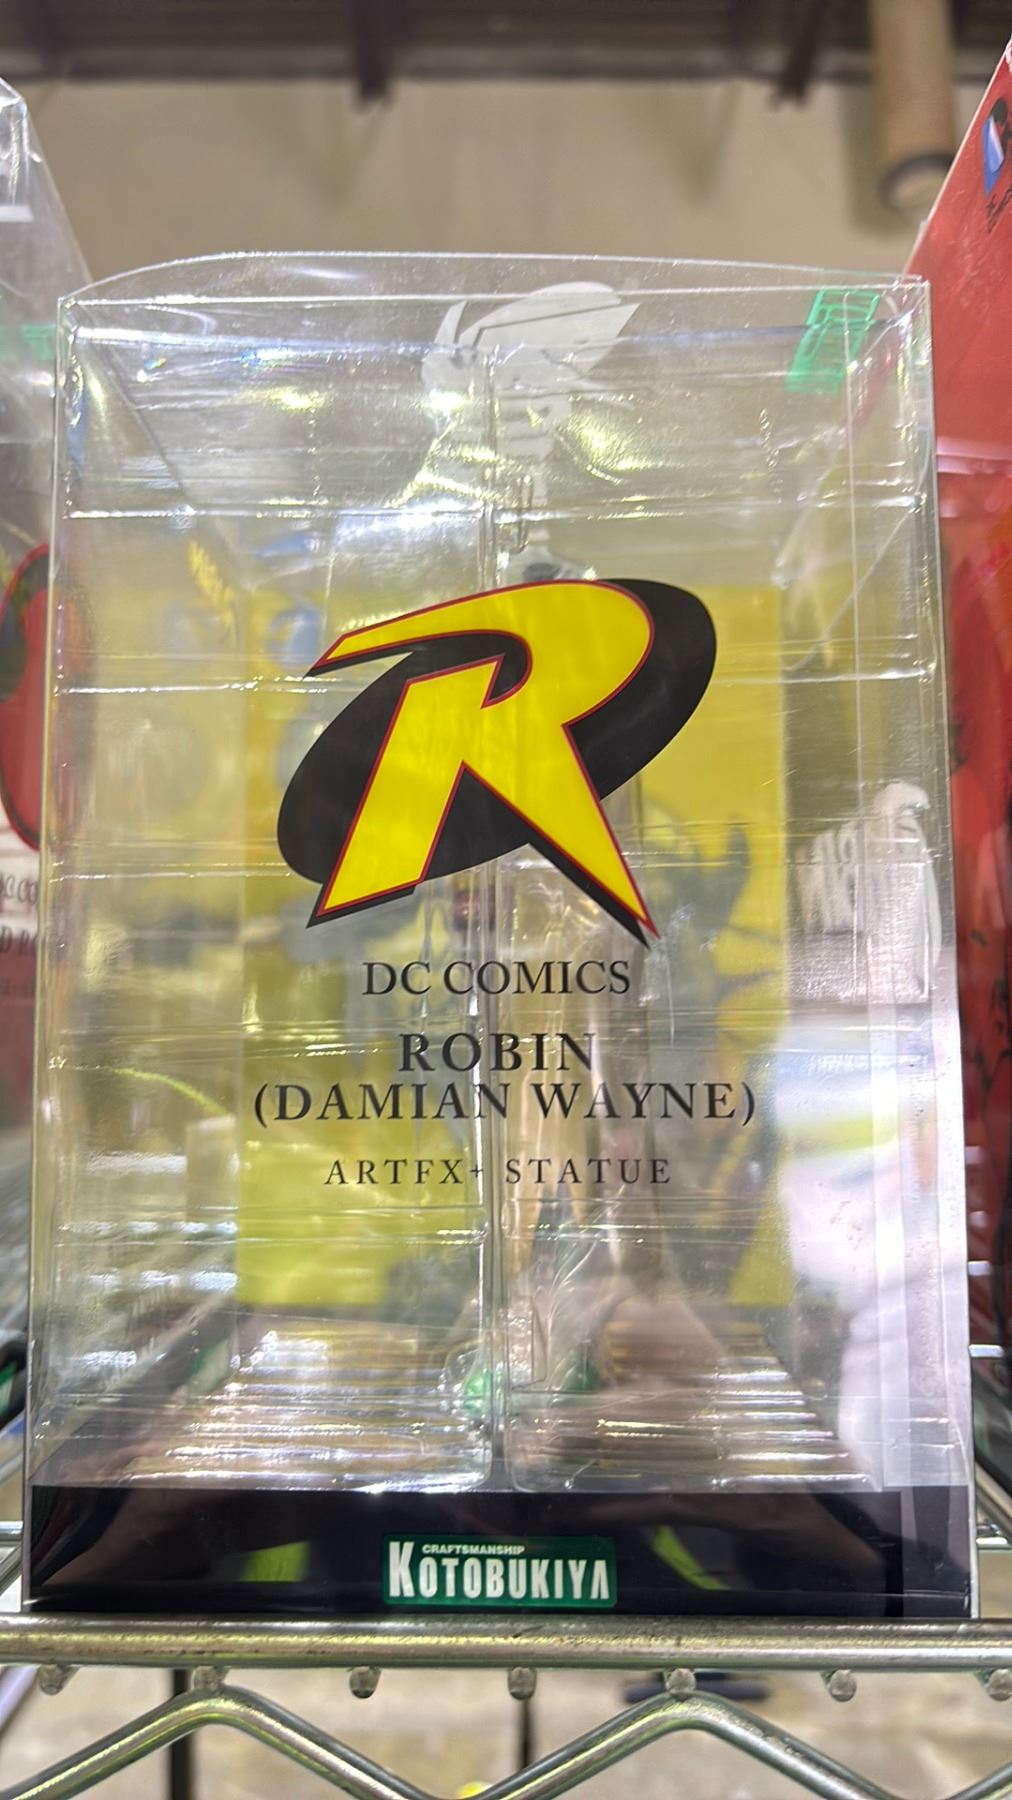 R
DC COMICS
ROBIN
(DAMIAN WAYNE)
ARTFX+ STATUE
CRAFTSMANSHIP
KOTOBUKIYA